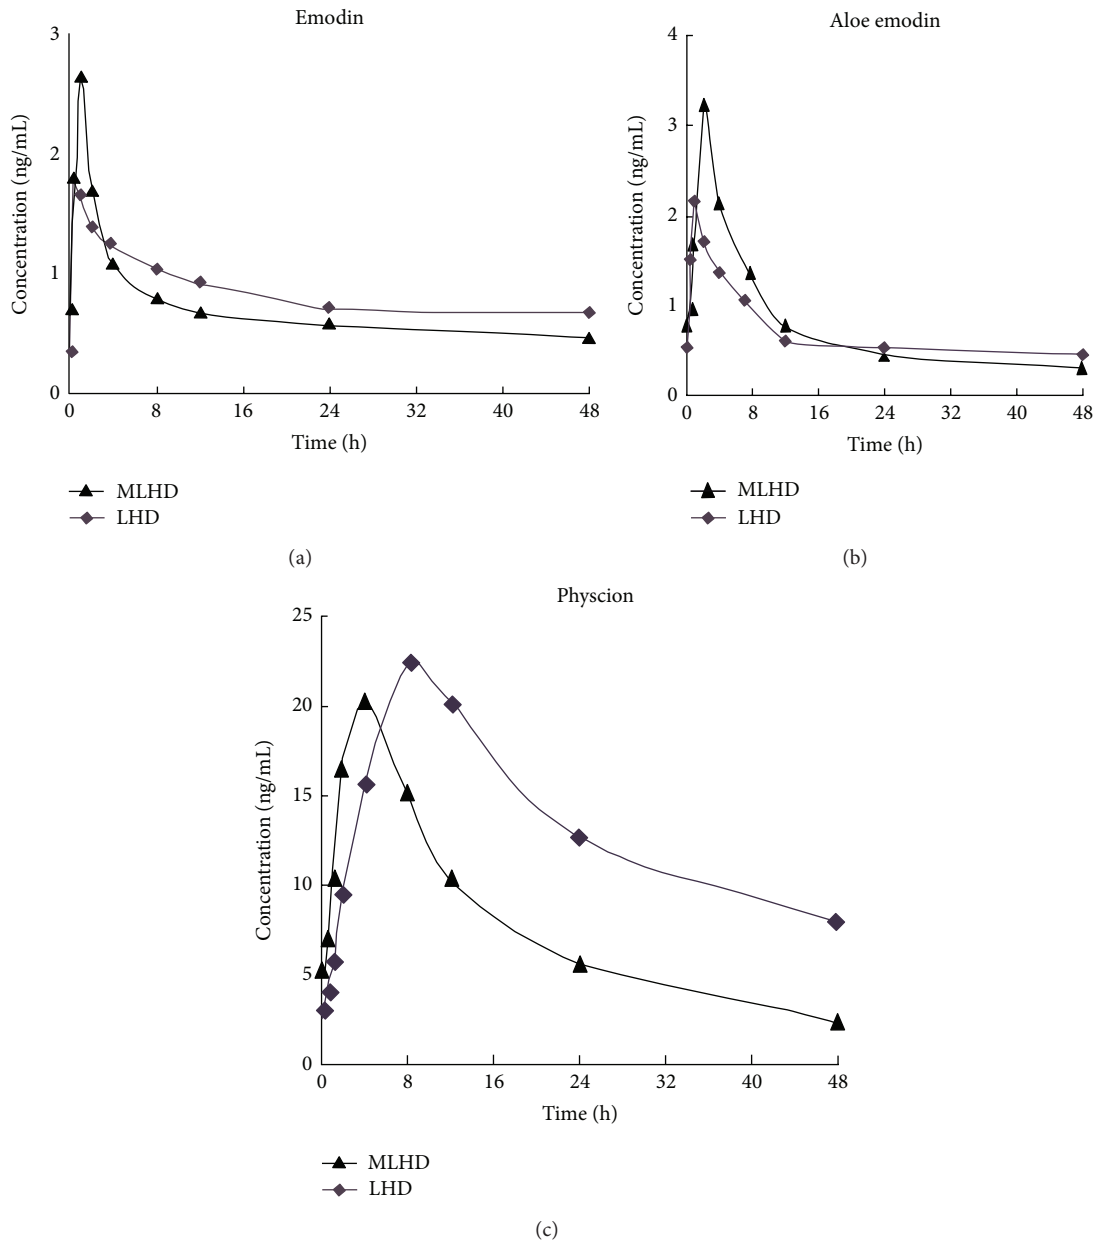 Emodin
3
2
1
0
Concentration (ng/mL)
0 8 16 24 32 40 48
Time (h)
MLHD
LHD
(a)
Aloe emodin
4
3
2
1
0
Concentration (ng/mL)
0 8 16 24 32 40 48
Time (h)
MLHD
LHD
(b)
Physcion
25
20
15
10
5
0
Concentration (ng/mL)
0 8 16 24 32 40 48
Time (h)
MLHD
LHD
(c)